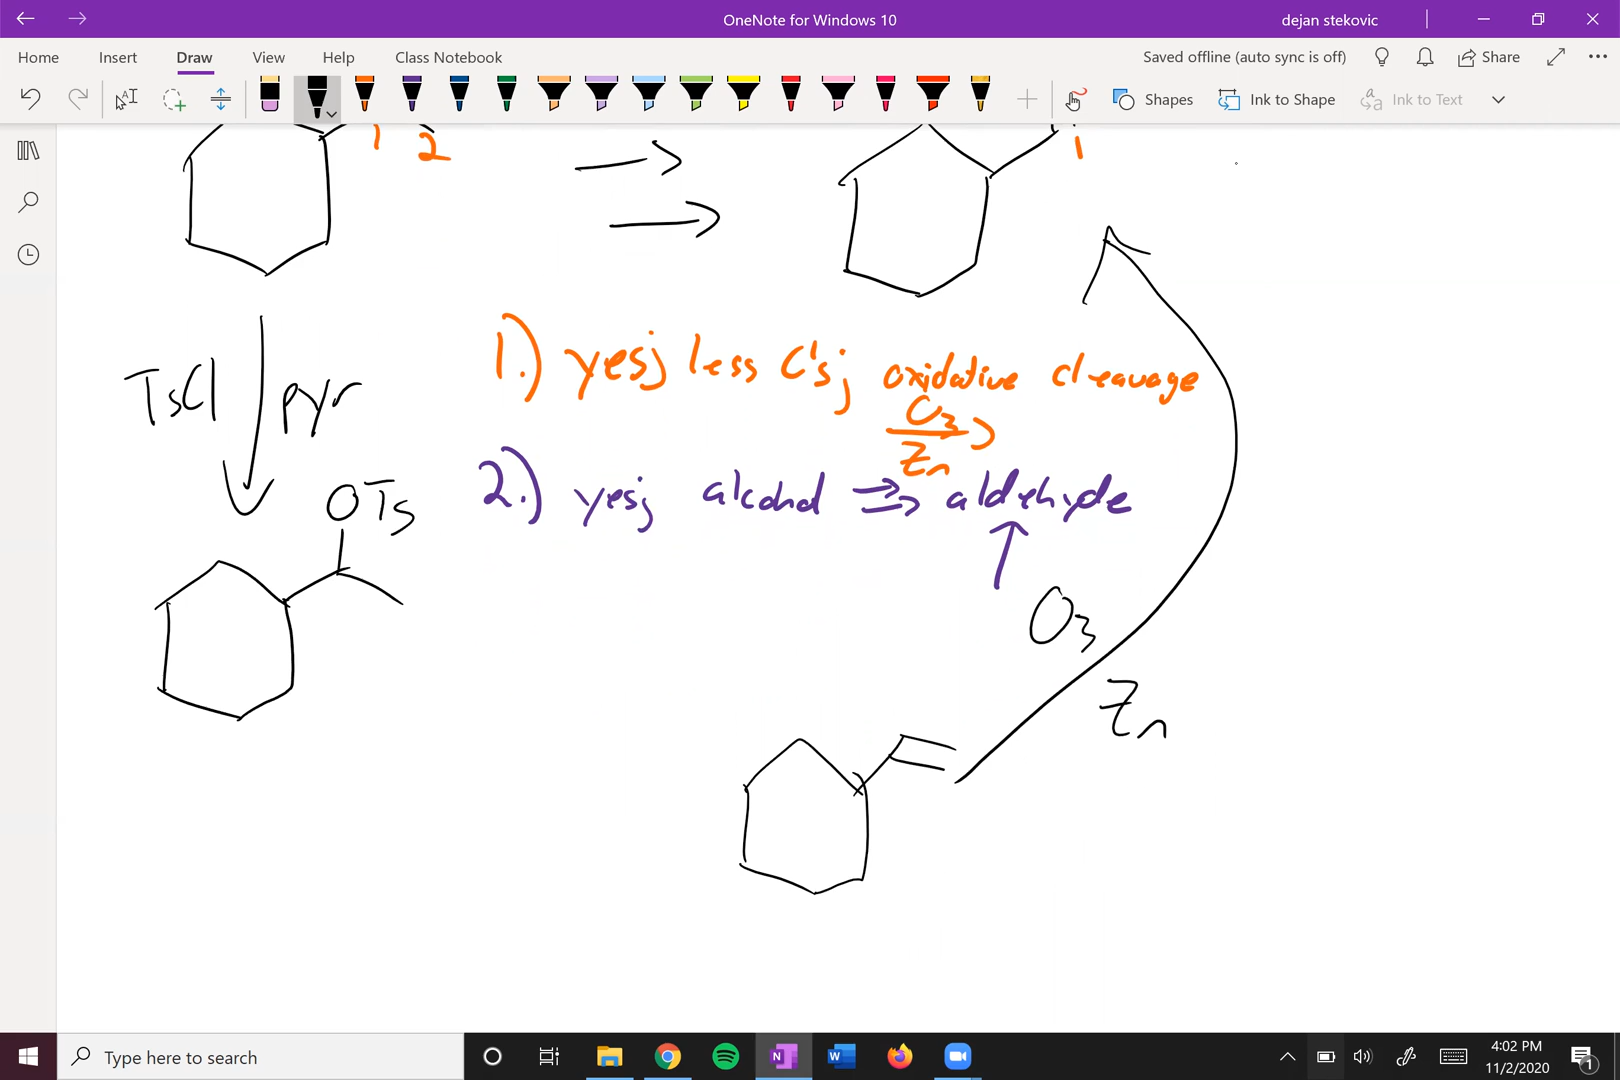 OneNote for Windows 10
dejan stekovic
Home Insert Draw View Help Class Notebook
Saved offline (auto sync is off)
Share
Shapes
Ink to Shape
Ink to Text
1 2
1
1.) yes; less C's; oxidative cleavage
O3
Zn
TsCl pyr
2.) yes; alcohol ⇒ aldehyde
OTs
O3
Zn
Type here to search
4:02 PM
11/2/2020
1